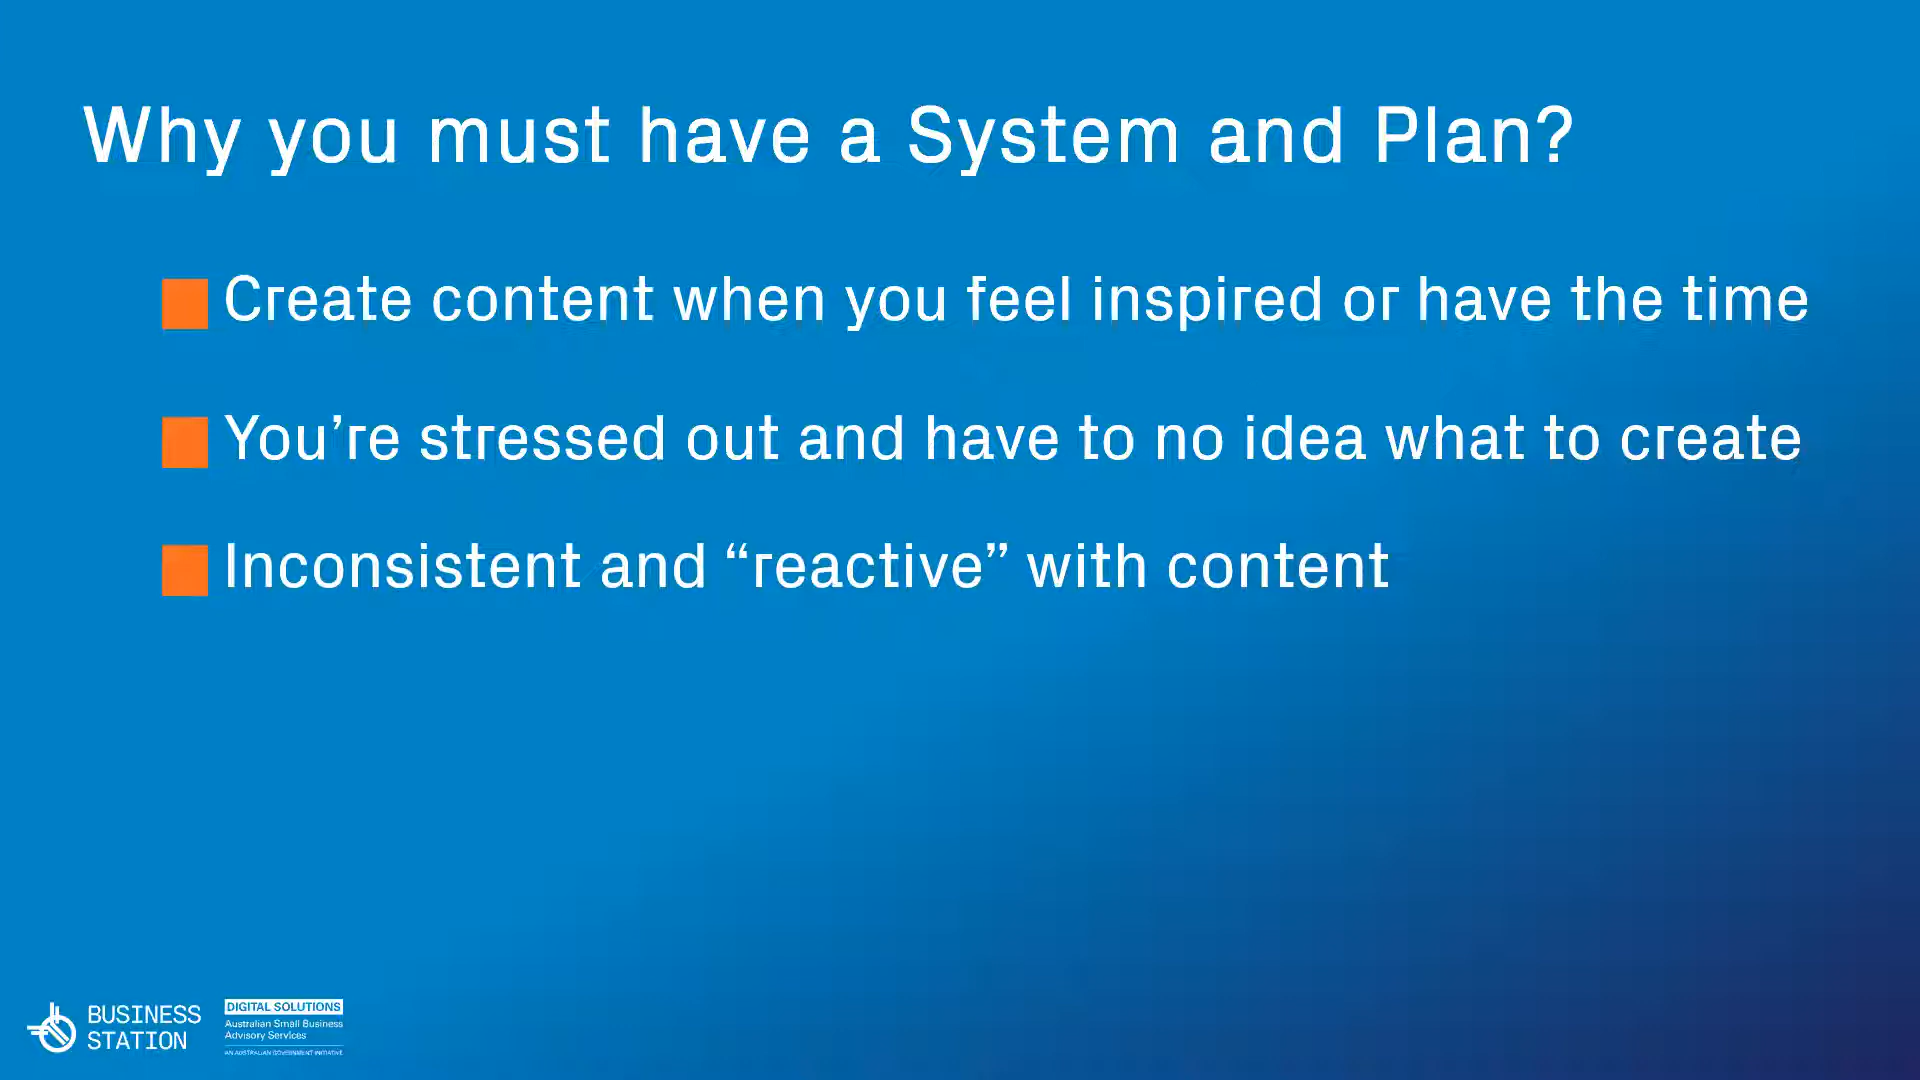 Why you must have a System and Plan?
Create content when you feel inspired or have the time
You’re stressed out and have to no idea what to create
Inconsistent and “reactive” with content
BUSINESS
STATION
DIGITAL SOLUTIONS
Australian Small Business
Advisory Services
AN AUSTRALIAN GOVERNMENT INITIATIVE